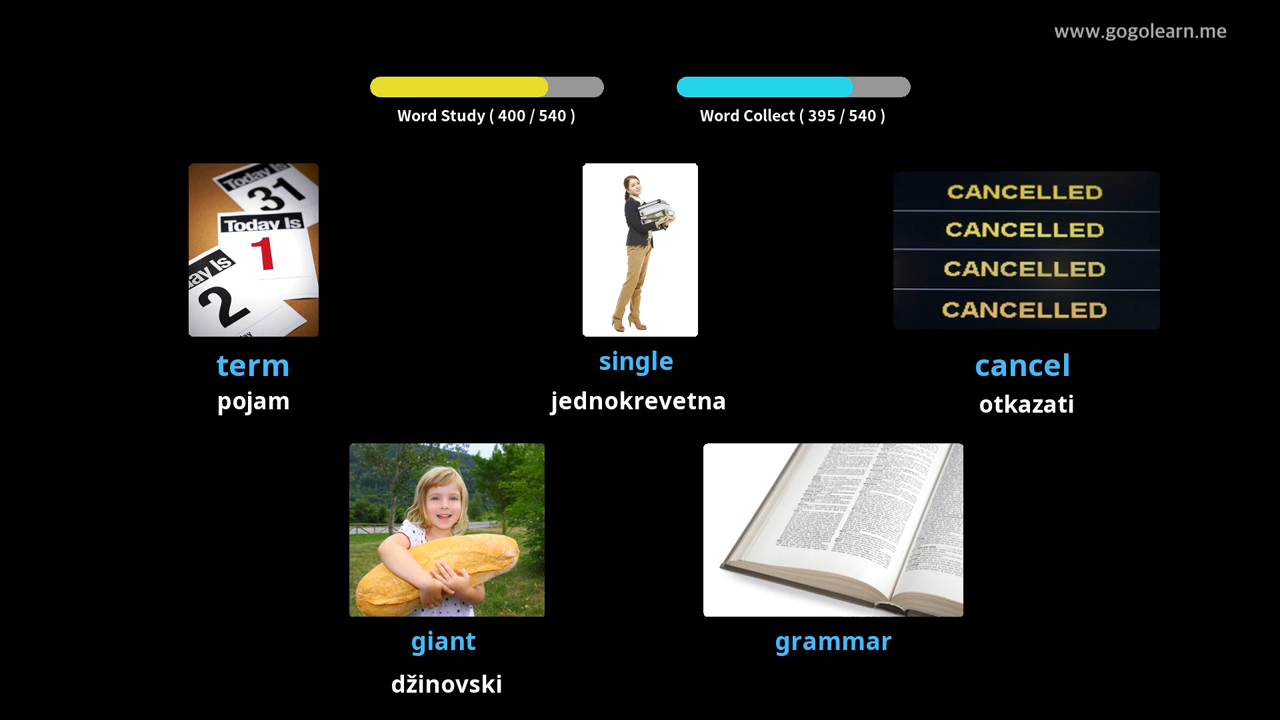 www.gogolearn.me
Word Study ( 400 / 540 )
Word Collect ( 395 / 540 )
Today Is
31
Today Is
1
ay Is
2
CANCELLED
CANCELLED
CANCELLED
CANCELLED
term
pojam
single
jednokrevetna
cancel
otkazati
giant
džinovski
grammar